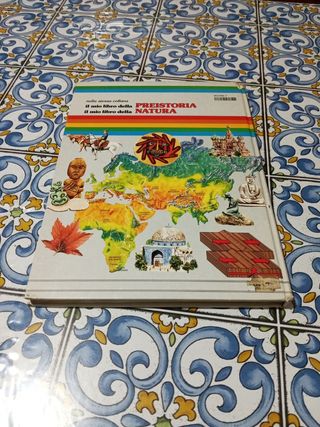 nella stessa collana
il mio libro della PREISTORIA
il mio libro della NATURA